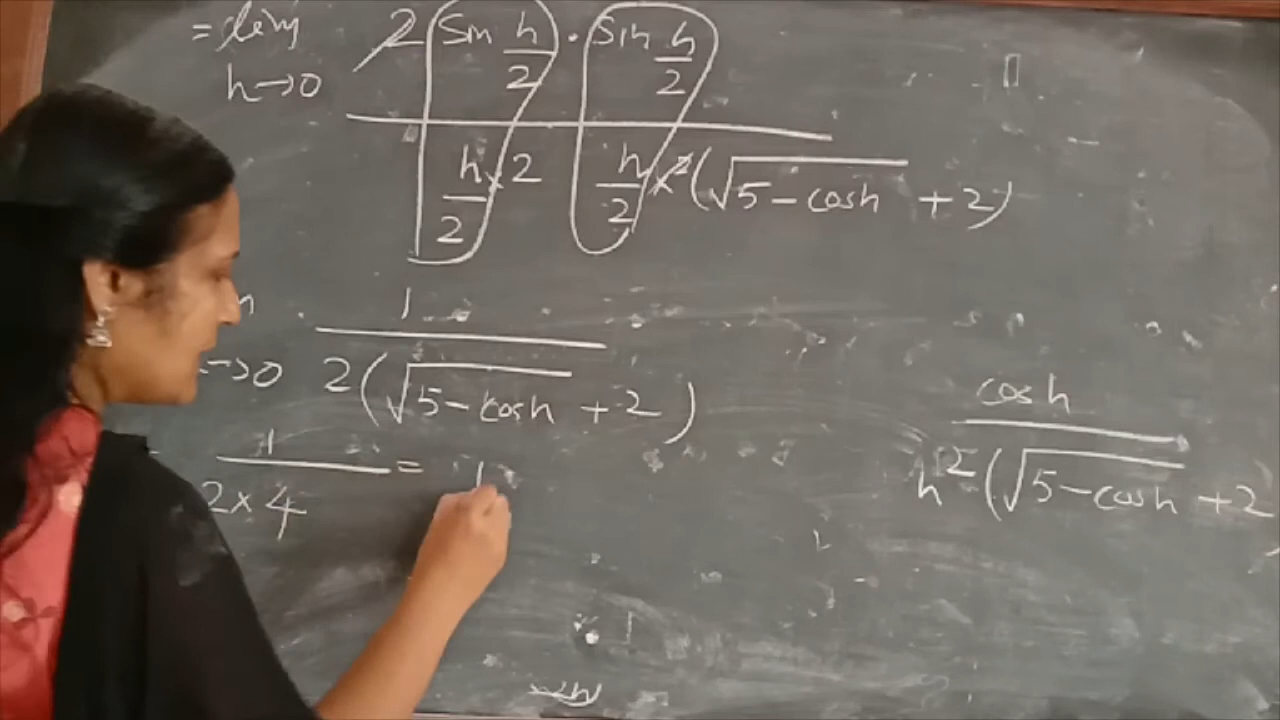 = lim 2 sin h/2 · sin h/2
h→0 h/2 × 2 h/2 × 2 (√5 - cosh + 2)
1
→0 2 (√5 - cosh + 2)
cosh
1 = 1
h² (√5 - cosh + 2
2 × 4